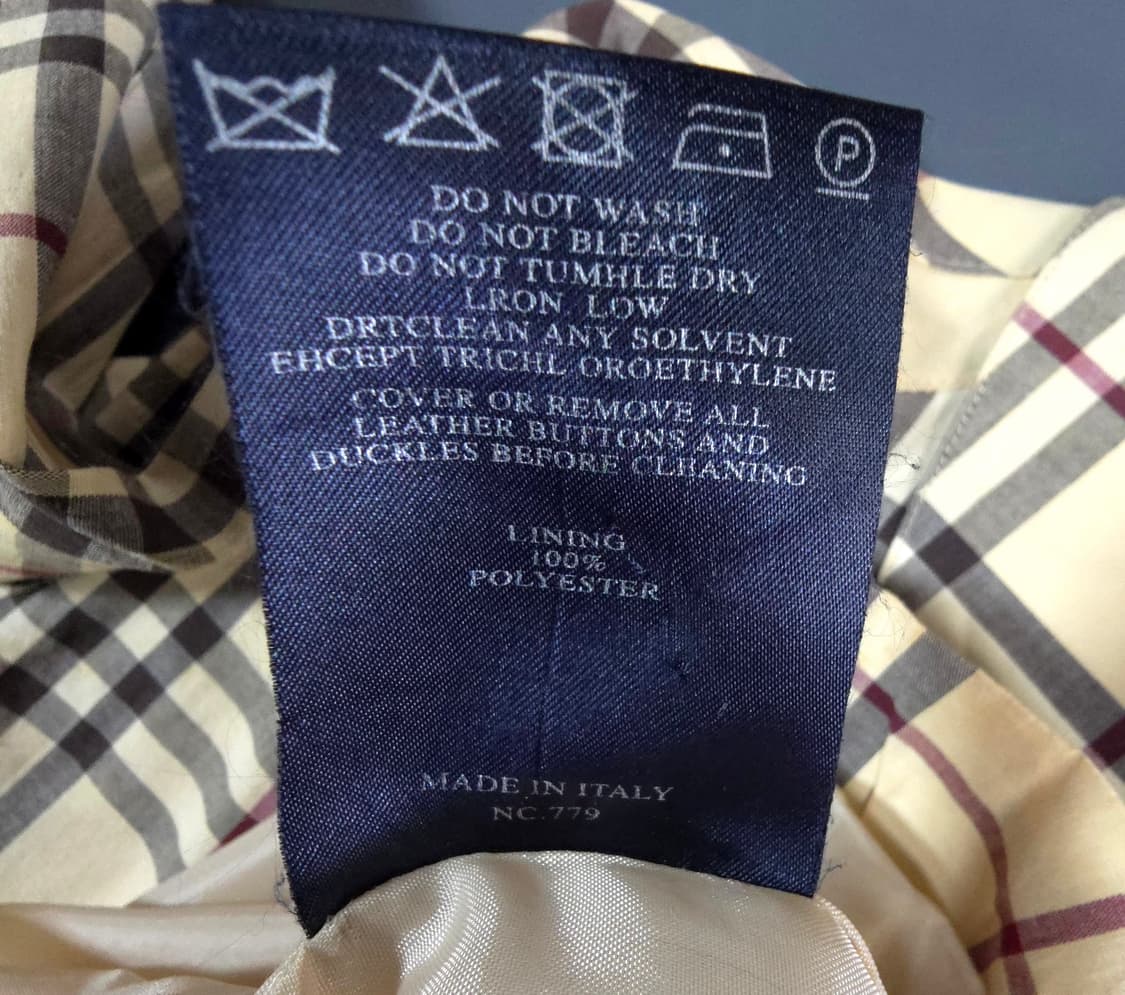 P
DO NOT WASH
DO NOT BLEACH
DO NOT TUMHLE DRY
LRON LOW
DRTCLEAN ANY SOLVENT
EHCEPT TRICHL OROETHYLENE
COVER OR REMOVE ALL
LEATHER BUTTONS AND
DUCKLES BEFORE CLHANING
LINING
100%
POLYESTER
MADE IN ITALY
NC.779